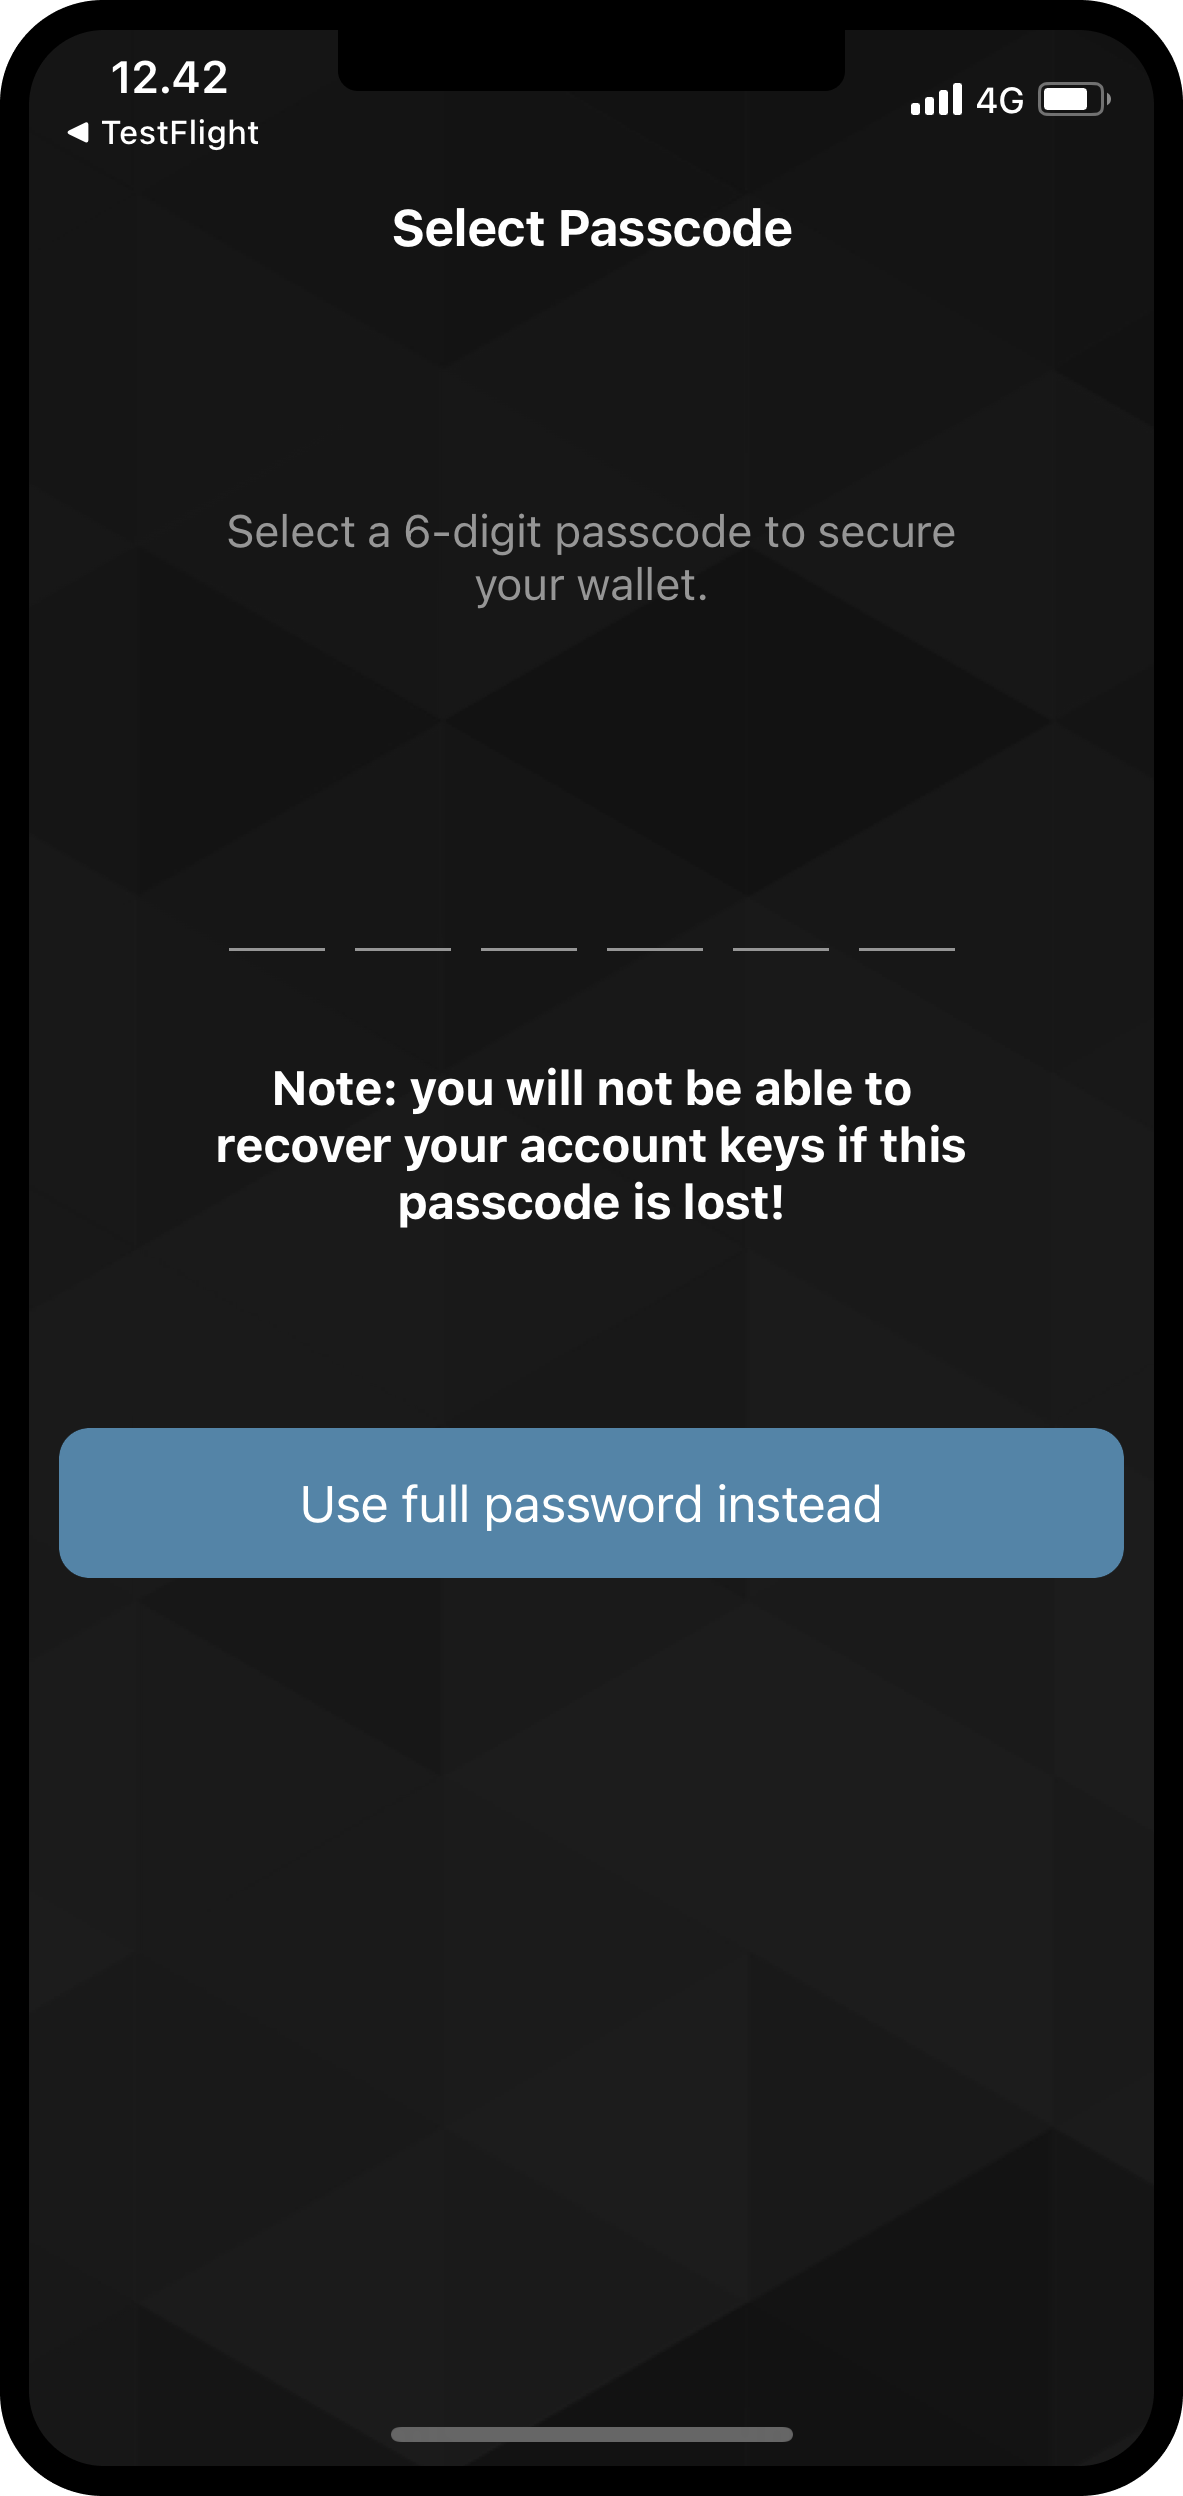 12.42
TestFlight
4G
Select Passcode
Select a 6-digit passcode to secure
your wallet.
Note: you will not be able to
recover your account keys if this
passcode is lost!
Use full password instead